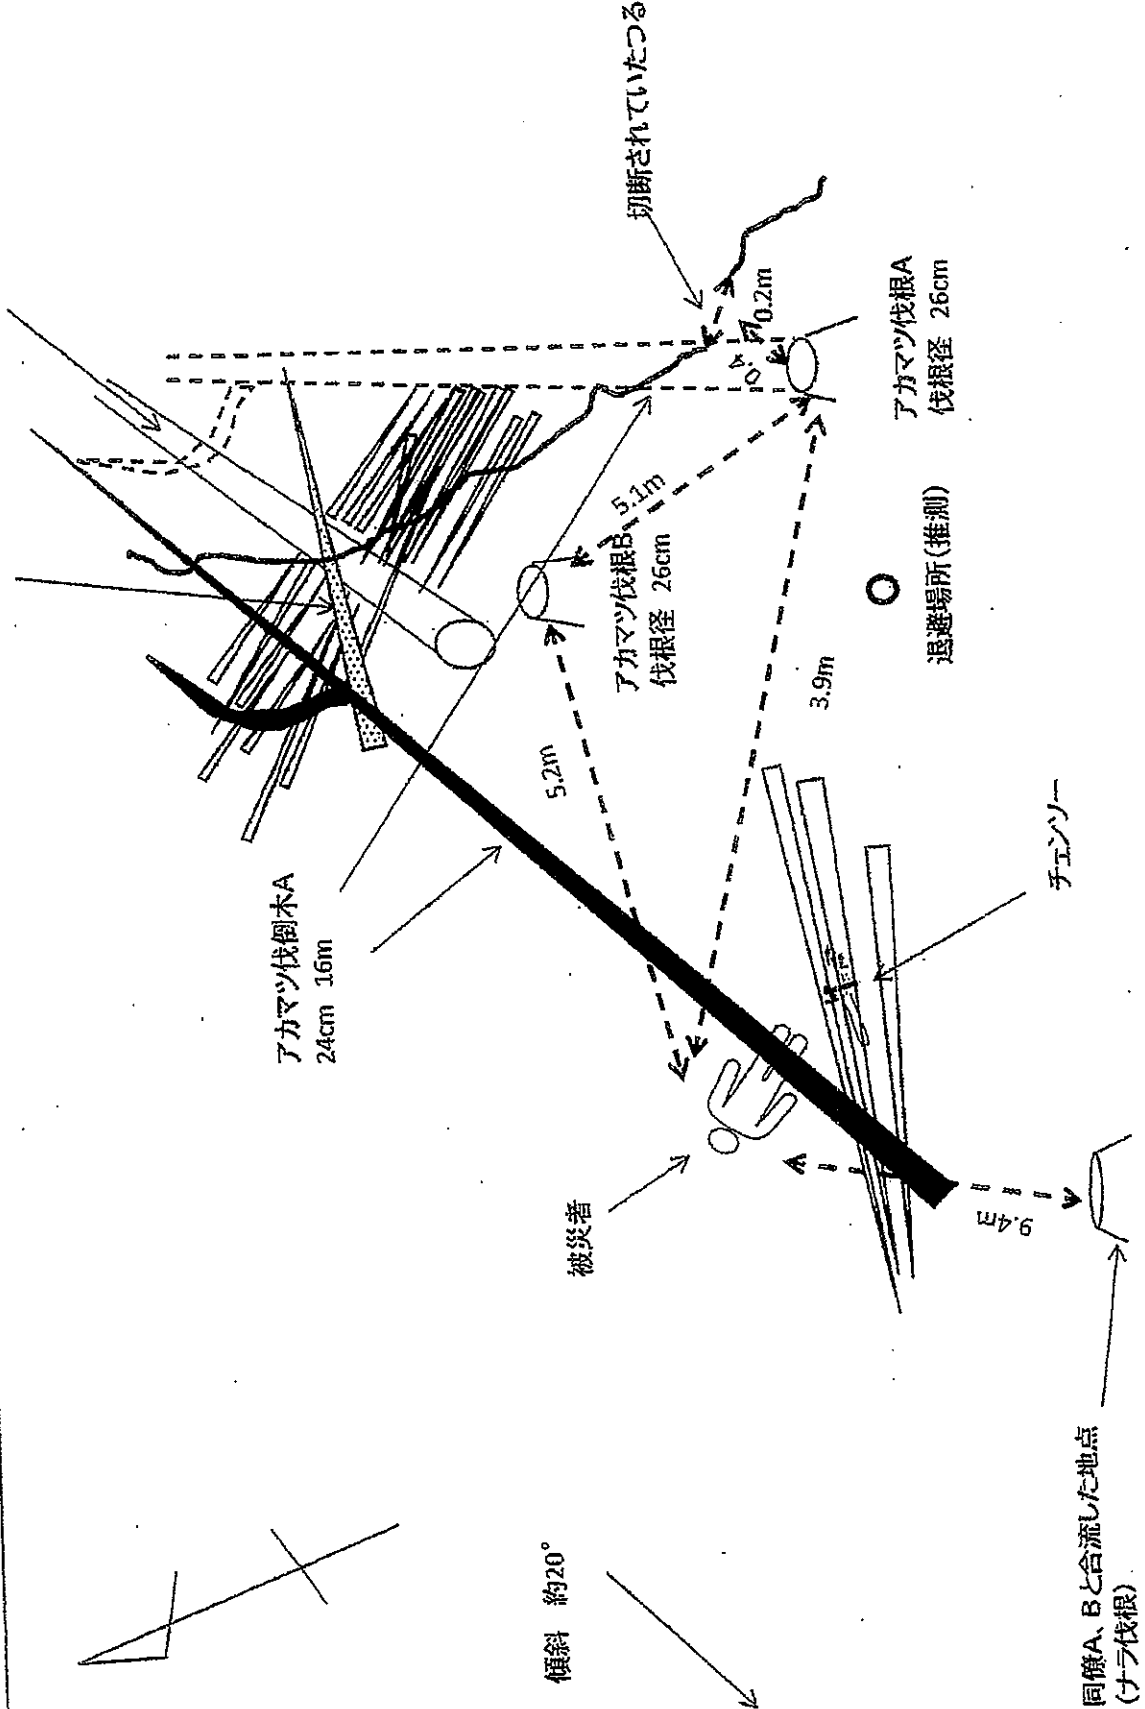 アカマツ伐倒木A
24cm 16m
傾斜 約20°
被災者
5.2m
アカマツ伐根B
伐根径 26cm
5.1m
切断されていたつる
0.2m
3.9m
アカマツ伐根A
伐根径 26cm
退避場所(推測)
9.4m
チェンソー
同僚A、Bと合流した地点
(ナラ伐根)